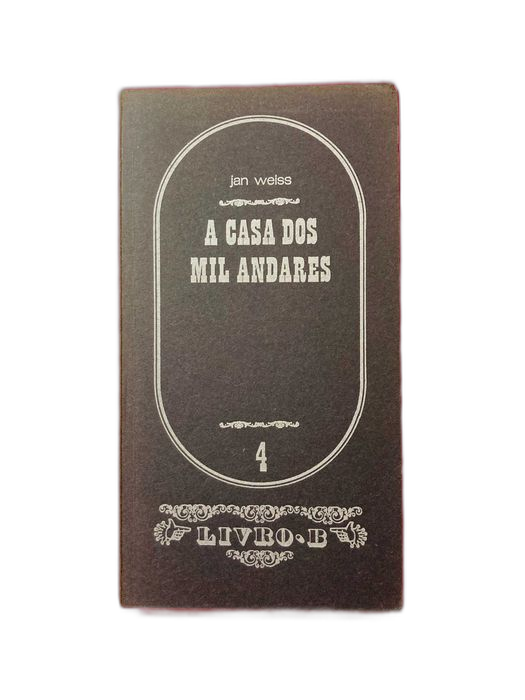 jan weiss
A CASA DOS
MIL ANDARES
4
LIVRO·B